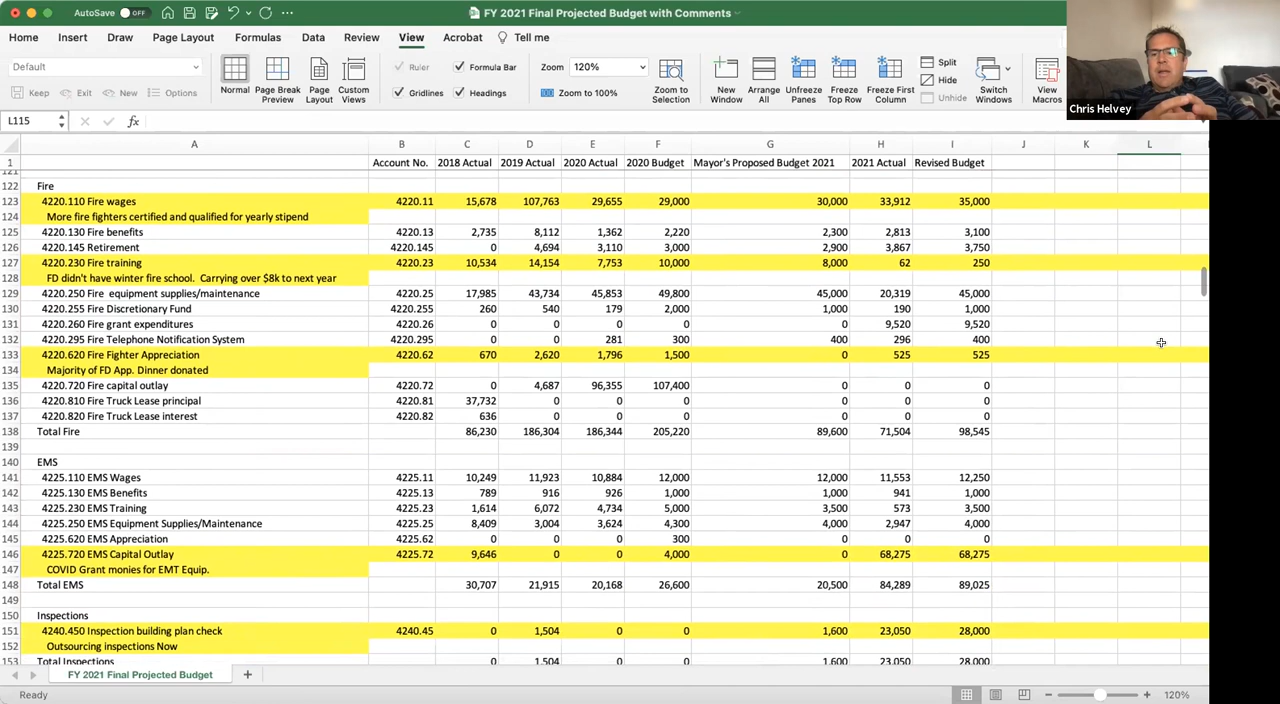 AutoSave OFF FY 2021 Final Projected Budget with Comments
Home Insert Draw Page Layout Formulas Data Review View Acrobat Tell me
Default
Keep Exit New Options
Normal Page Break Preview Page Layout Custom Views
Ruler Formula Bar
Gridlines Headings
Zoom 120%
Zoom to 100%
Zoom to Selection
New Window Arrange All Unfreeze Panes Freeze Top Row Freeze First Column
Split
Hide
Unhide
Switch Windows View Macros
Chris Helvey
L115 fx
A B C D E F G H I J K L
1 Account No. 2018 Actual 2019 Actual 2020 Actual 2020 Budget Mayor's Proposed Budget 2021 2021 Actual Revised Budget
121
122 Fire
123 4220.110 Fire wages 4220.11 15,678 107,763 29,655 29,000 30,000 33,912 35,000
124 More fire fighters certified and qualified for yearly stipend
125 4220.130 Fire benefits 4220.13 2,735 8,112 1,362 2,220 2,300 2,813 3,100
126 4220.145 Retirement 4220.145 0 4,694 3,110 3,000 2,900 3,867 3,750
127 4220.230 Fire training 4220.23 10,534 14,154 7,753 10,000 8,000 62 250
128 FD didn't have winter fire school. Carrying over $8k to next year
129 4220.250 Fire equipment supplies/maintenance 4220.25 17,985 43,734 45,853 49,800 45,000 20,319 45,000
130 4220.255 Fire Discretionary Fund 4220.255 260 540 179 2,000 1,000 190 1,000
131 4220.260 Fire grant expenditures 4220.26 0 0 0 0 0 9,520 9,520
132 4220.295 Fire Telephone Notification System 4220.295 0 0 281 300 400 296 400
133 4220.620 Fire Fighter Appreciation 4220.62 670 2,620 1,796 1,500 0 525 525
134 Majority of FD App. Dinner donated
135 4220.720 Fire capital outlay 4220.72 0 4,687 96,355 107,400 0 0 0
136 4220.810 Fire Truck Lease principal 4220.81 37,732 0 0 0 0 0 0
137 4220.820 Fire Truck Lease interest 4220.82 636 0 0 0 0 0 0
138 Total Fire 86,230 186,304 186,344 205,220 89,600 71,504 98,545
139
140 EMS
141 4225.110 EMS Wages 4225.11 10,249 11,923 10,884 12,000 12,000 11,553 12,250
142 4225.130 EMS Benefits 4225.13 789 916 926 1,000 1,000 941 1,000
143 4225.230 EMS Training 4225.23 1,614 6,072 4,734 5,000 3,500 573 3,500
144 4225.250 EMS Equipment Supplies/Maintenance 4225.25 8,409 3,004 3,624 4,300 4,000 2,947 4,000
145 4225.620 EMS Appreciation 4225.62 0 0 0 300 0 0 0
146 4225.720 EMS Capital Outlay 4225.72 9,646 0 0 4,000 0 68,275 68,275
147 COVID Grant monies for EMT Equip.
148 Total EMS 30,707 21,915 20,168 26,600 20,500 84,289 89,025
149
150 Inspections
151 4240.450 Inspection building plan check 4240.45 0 1,504 0 0 1,600 23,050 28,000
152 Outsourcing inspections Now
153 Total Inspections 0 1,504 0 0 1,600 23,050 28,000
FY 2021 Final Projected Budget
Ready 120%